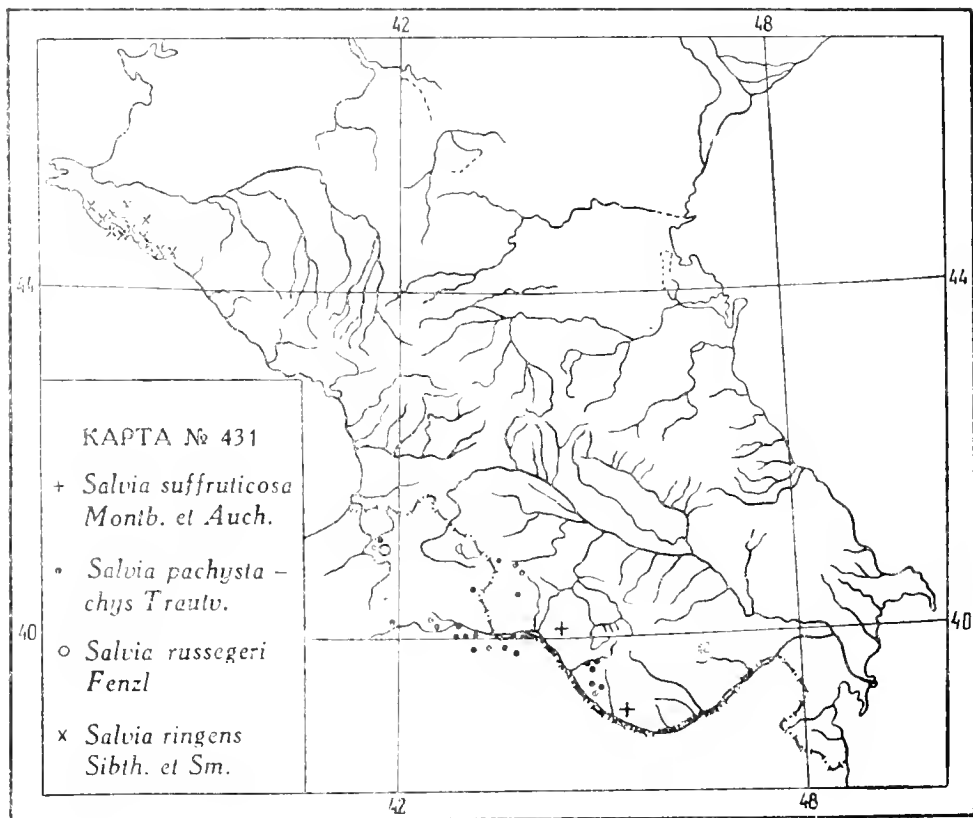 42 48
44 44
КАРТА № 431
+ Salvia suffruticosa
Montb. et Auch.
• Salvia pachysta –
chys Trautv.
40 40
○ Salvia russegeri
Fenzl
× Salvia ringens
Sibth. et Sm.
42 48